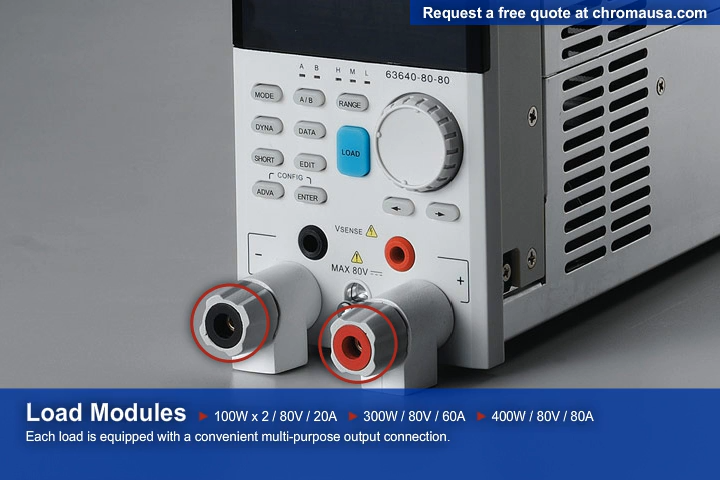 Request a free quote at chromausa.com
A B H M L
63640-80-80
MODE A/B RANGE
DYNA DATA
LOAD
SHORT EDIT
CONFIG
ADVA ENTER
VSENSE
MAX 80V
- +
Load Modules ► 100W x 2 / 80V / 20A ► 300W / 80V / 60A ► 400W / 80V / 80A
Each load is equipped with a convenient multi-purpose output connection.